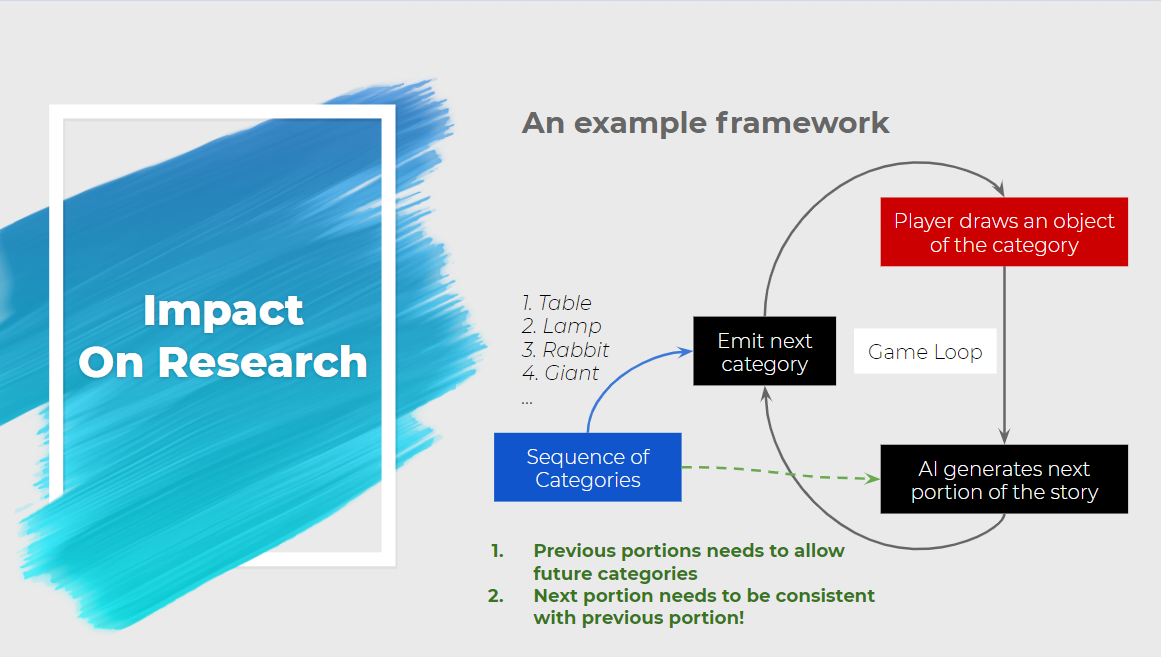 Impact
On Research
An example framework
1. Table
2. Lamp
3. Rabbit
4. Giant
...
Sequence of
Categories
Emit next
category
Player draws an object
of the category
Game Loop
AI generates next
portion of the story
1. Previous portions needs to allow
future categories
2. Next portion needs to be consistent
with previous portion!